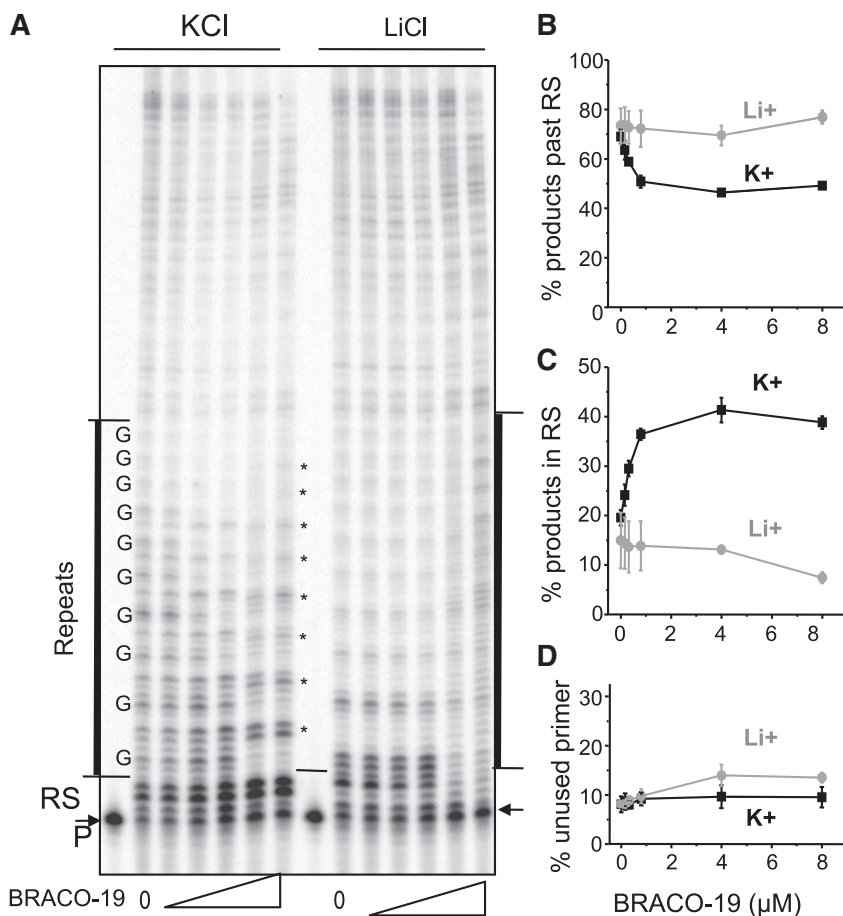 A
KCl
LiCl
G
G
G
G
G
G
G
G
G
G
Repeats
*
*
*
*
*
*
*
*
*
RS
P
BRACO-19 0
0
B
% products past RS
100
80
60
40
20
0
Li+
K+
0 2 4 6 8
C
% products in RS
50
40
30
20
10
0
K+
Li+
0 2 4 6 8
D
% unused primer
30
20
10
0
Li+
K+
0 2 4 6 8
BRACO-19 (µM)